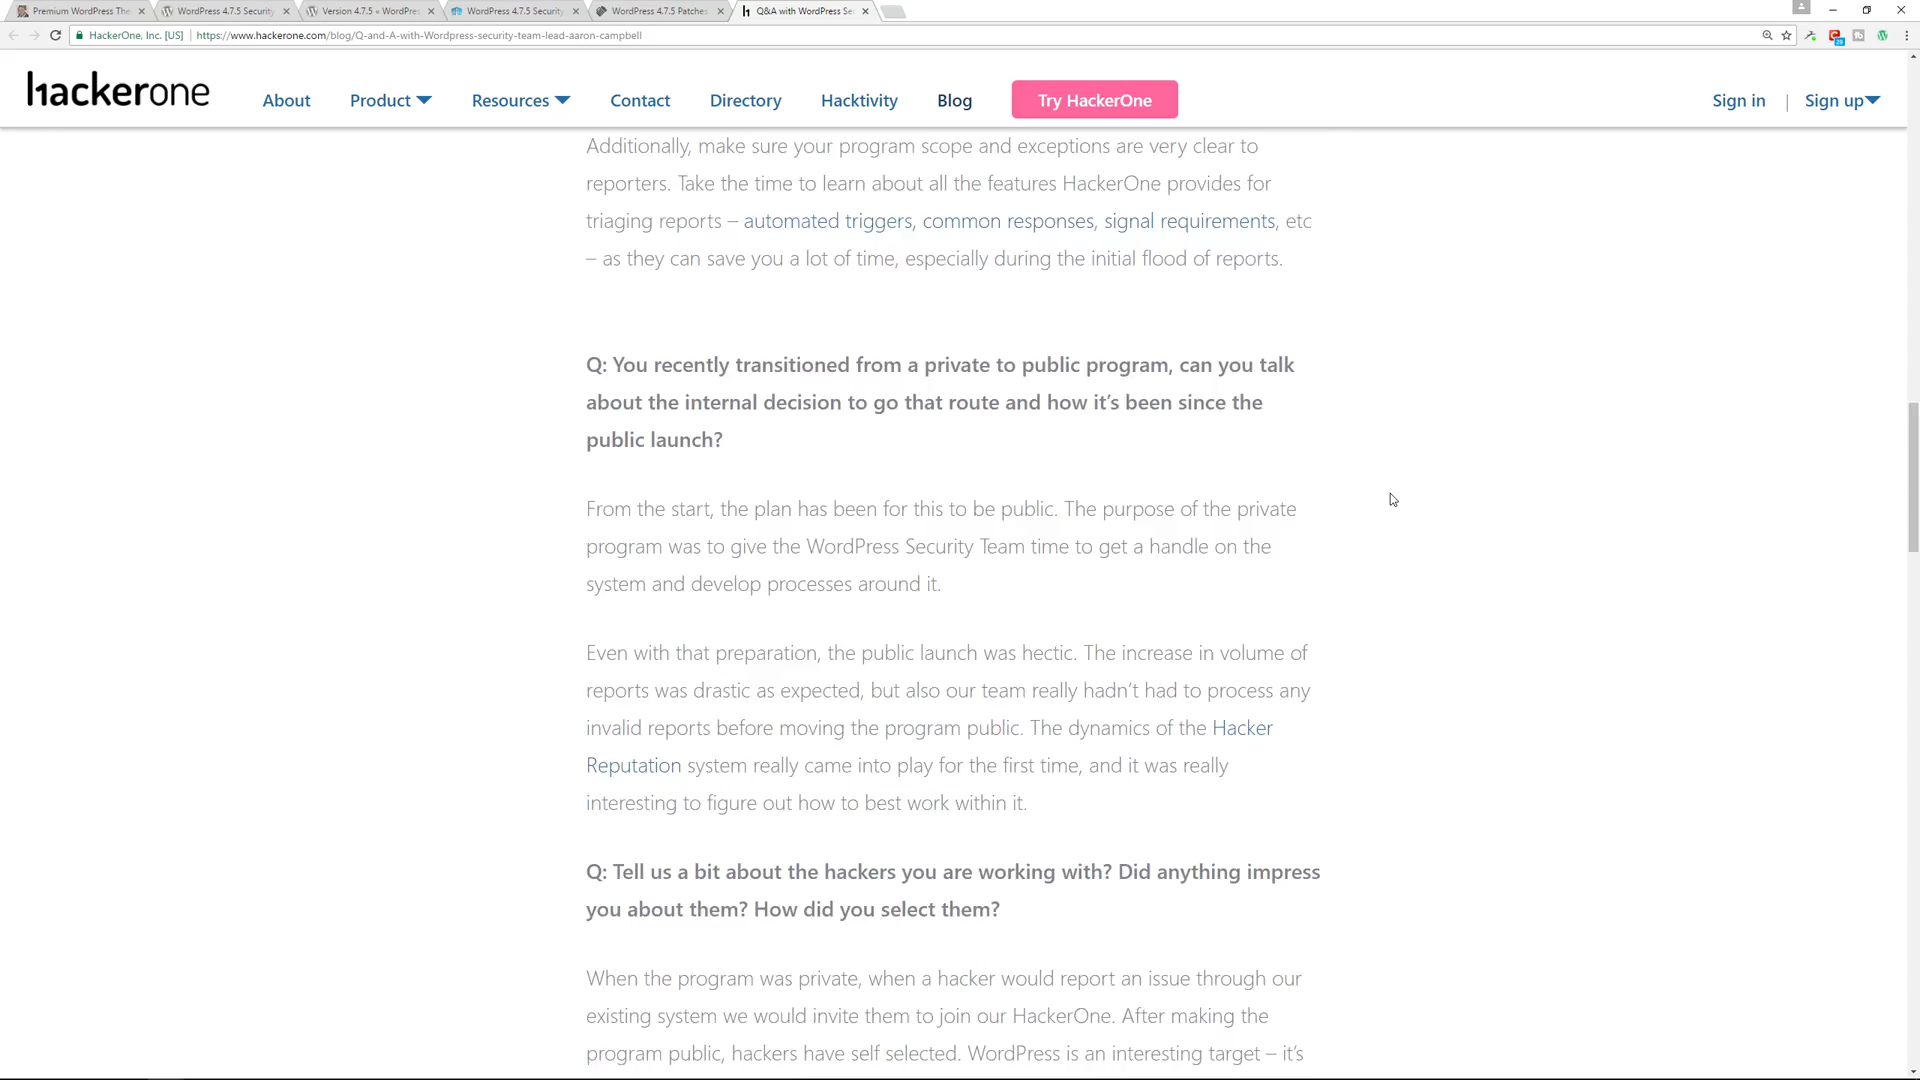 Premium WordPress The
WordPress 4.7.5 Security
Version 4.7.5 « WordPres
WordPress 4.7.5 Security
WordPress 4.7.5 Patches
Q&A with WordPress Se
HackerOne, Inc. [US]
https://www.hackerone.com/blog/Q-and-A-with-Wordpress-security-team-lead-aaron-campbell
hackerone
About
Product
Resources
Contact
Directory
Hacktivity
Blog
Try HackerOne
Sign in
|
Sign up
Additionally, make sure your program scope and exceptions are very clear to
reporters. Take the time to learn about all the features HackerOne provides for
triaging reports – automated triggers, common responses, signal requirements, etc
– as they can save you a lot of time, especially during the initial flood of reports.
Q: You recently transitioned from a private to public program, can you talk
about the internal decision to go that route and how it’s been since the
public launch?
From the start, the plan has been for this to be public. The purpose of the private
program was to give the WordPress Security Team time to get a handle on the
system and develop processes around it.
Even with that preparation, the public launch was hectic. The increase in volume of
reports was drastic as expected, but also our team really hadn’t had to process any
invalid reports before moving the program public. The dynamics of the Hacker
Reputation system really came into play for the first time, and it was really
interesting to figure out how to best work within it.
Q: Tell us a bit about the hackers you are working with? Did anything impress
you about them? How did you select them?
When the program was private, when a hacker would report an issue through our
existing system we would invite them to join our HackerOne. After making the
program public, hackers have self selected. WordPress is an interesting target – it’s